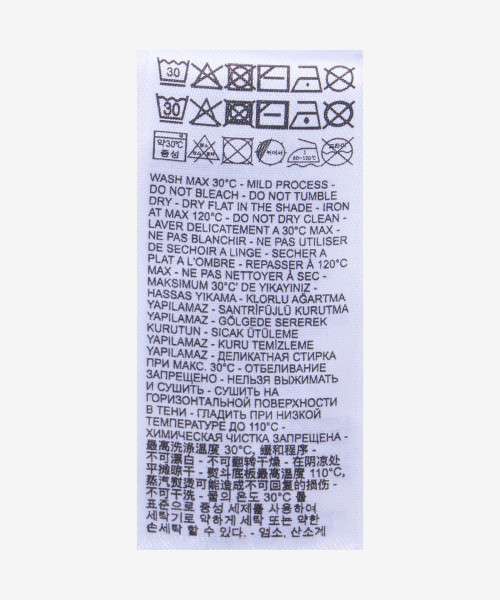 30
30
약30℃
중성
80~120℃
WASH MAX 30°C - MILD PROCESS -
DO NOT BLEACH - DO NOT TUMBLE
DRY - DRY FLAT IN THE SHADE - IRON
AT MAX 120°C - DO NOT DRY CLEAN -
LAVER DELICATEMENT A 30°C MAX -
NE PAS BLANCHIR - NE PAS UTILISER
DE SECHOIR A LINGE - SECHER A
PLAT A L'OMBRE - REPASSER À 120°C
MAX - NE PAS NETTOYER À SEC -
MAKSIMUM 30°C' DE YIKAYINIZ -
HASSAS YIKAMA - KLORLU AĞARTMA
YAPILAMAZ - SANTRİFÜJLÜ KURUTMA
YAPILAMAZ - GÖLGEDE SEREREK
KURUTUN - SICAK ÜTÜLEME
YAPILAMAZ - KURU TEMİZLEME
YAPILAMAZ - ДЕЛИКАТНАЯ СТИРКА
ПРИ МАКС. 30°C - ОТБЕЛИВАНИЕ
ЗАПРЕЩЕНО - НЕЛЬЗЯ ВЫЖИМАТЬ
И СУШИТЬ - СУШИТЬ НА
ГОРИЗОНТАЛЬНОЙ ПОВЕРХНОСТИ
В ТЕНИ - ГЛАДИТЬ ПРИ НИЗКОЙ
ТЕМПЕРАТУРЕ ДО 110°C -
ХИМИЧЕСКАЯ ЧИСТКА ЗАПРЕЩЕНА -
最高洗涤温度 30°C, 缓和程序 -
不可漂白 - 不可翻转干燥 - 在阴凉处
平摊晾干 - 熨斗底板最高温度 110°C,
蒸汽熨烫可能造成不可回复的损伤 -
不可干洗 - 물의 온도 30°C 를
표준으로 중성 세제를 사용하여
세탁기로 약하게 세탁 또는 약한
손세탁 할 수 있다. - 염소, 산소계